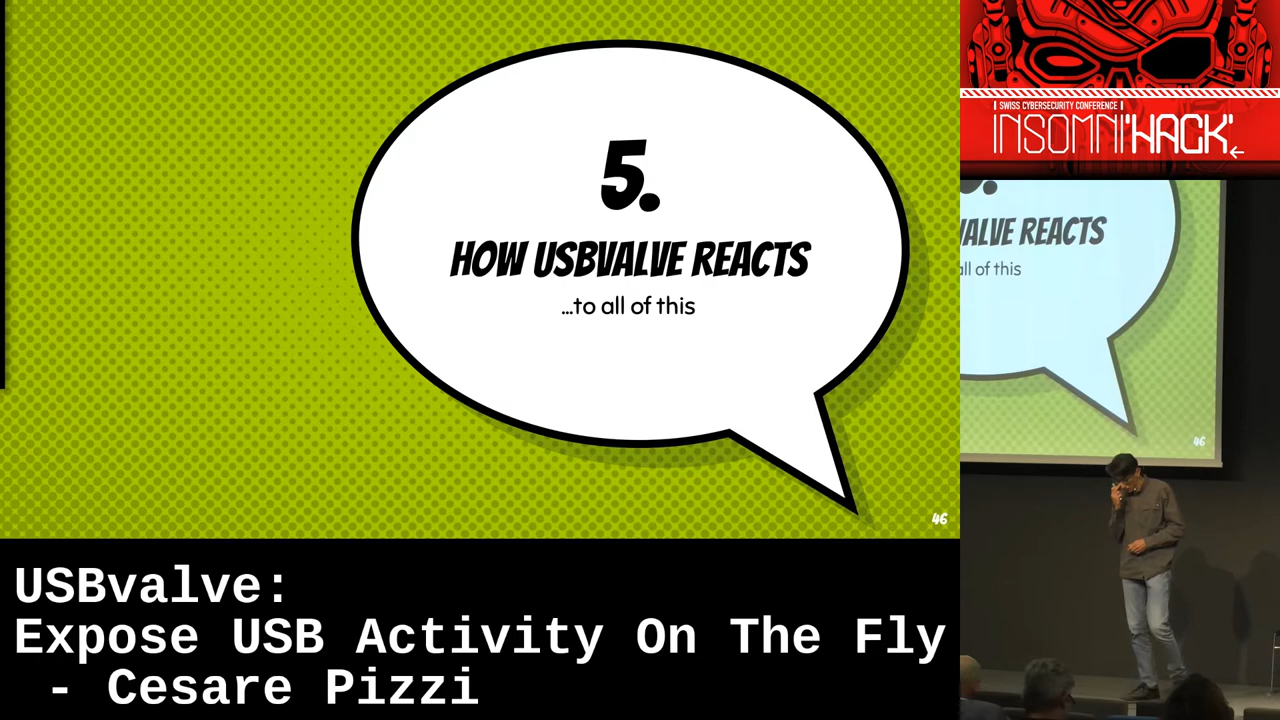 5.
HOW USBVALVE REACTS
...to all of this
46
USBvalve:
Expose USB Activity On The Fly
- Cesare Pizzi
SWISS CYBERSECURITY CONFERENCE
INSOMNI'HACK'
VALVE REACTS
all of this
46